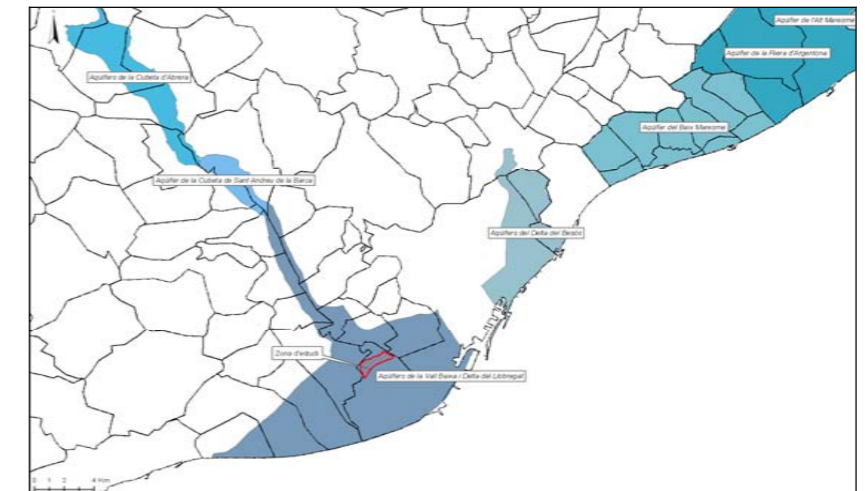 Aqüífer de l'Alt Maresme
Aqüífer de la Riera d'Argentona
Aqüífers de la Cubeta d'Abrera
Aqüífer del Baix Maresme
Aqüífer de la Cubeta de Sant Andreu de la Barca
Aqüífers del Delta del Besòs
Zona d'estudi
Aqüífers de la Vall Baixa i Delta del Llobregat
0 1 2 4 Km